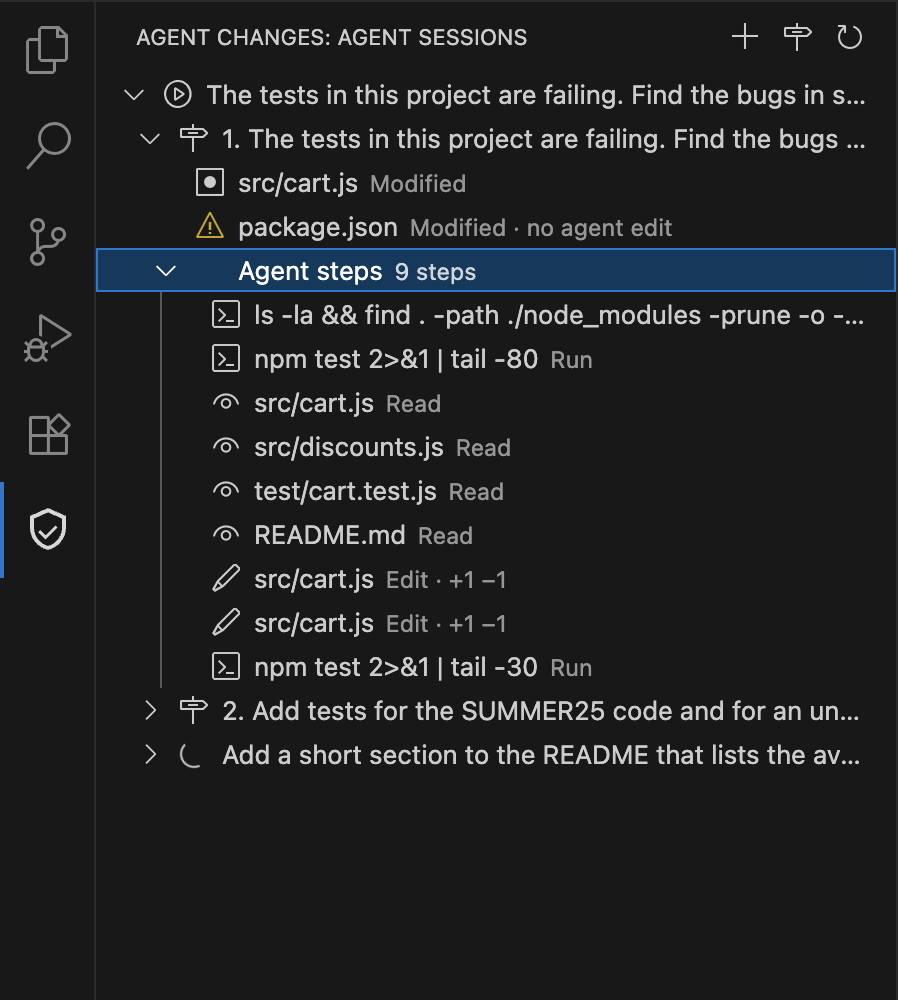 AGENT CHANGES: AGENT SESSIONS
The tests in this project are failing. Find the bugs in s...
1. The tests in this project are failing. Find the bugs ...
src/cart.js Modified
package.json Modified · no agent edit
Agent steps 9 steps
ls -la && find . -path ./node_modules -prune -o -...
npm test 2>&1 | tail -80 Run
src/cart.js Read
src/discounts.js Read
test/cart.test.js Read
README.md Read
src/cart.js Edit · +1 −1
src/cart.js Edit · +1 −1
npm test 2>&1 | tail -30 Run
2. Add tests for the SUMMER25 code and for an un...
Add a short section to the README that lists the av...